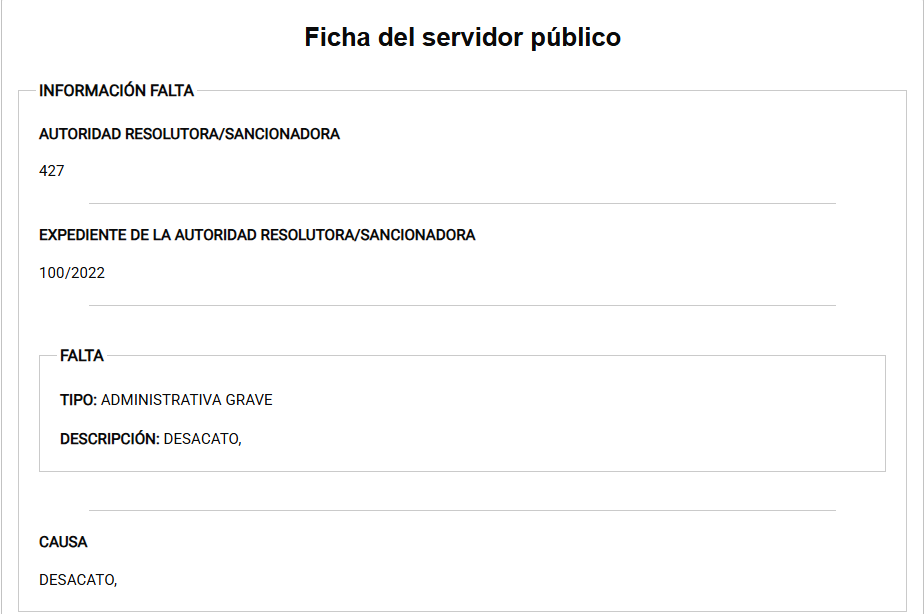 Ficha del servidor público
INFORMACIÓN FALTA
AUTORIDAD RESOLUTORA/SANCIONADORA
427
EXPEDIENTE DE LA AUTORIDAD RESOLUTORA/SANCIONADORA
100/2022
FALTA
TIPO: ADMINISTRATIVA GRAVE
DESCRIPCIÓN: DESACATO,
CAUSA
DESACATO,